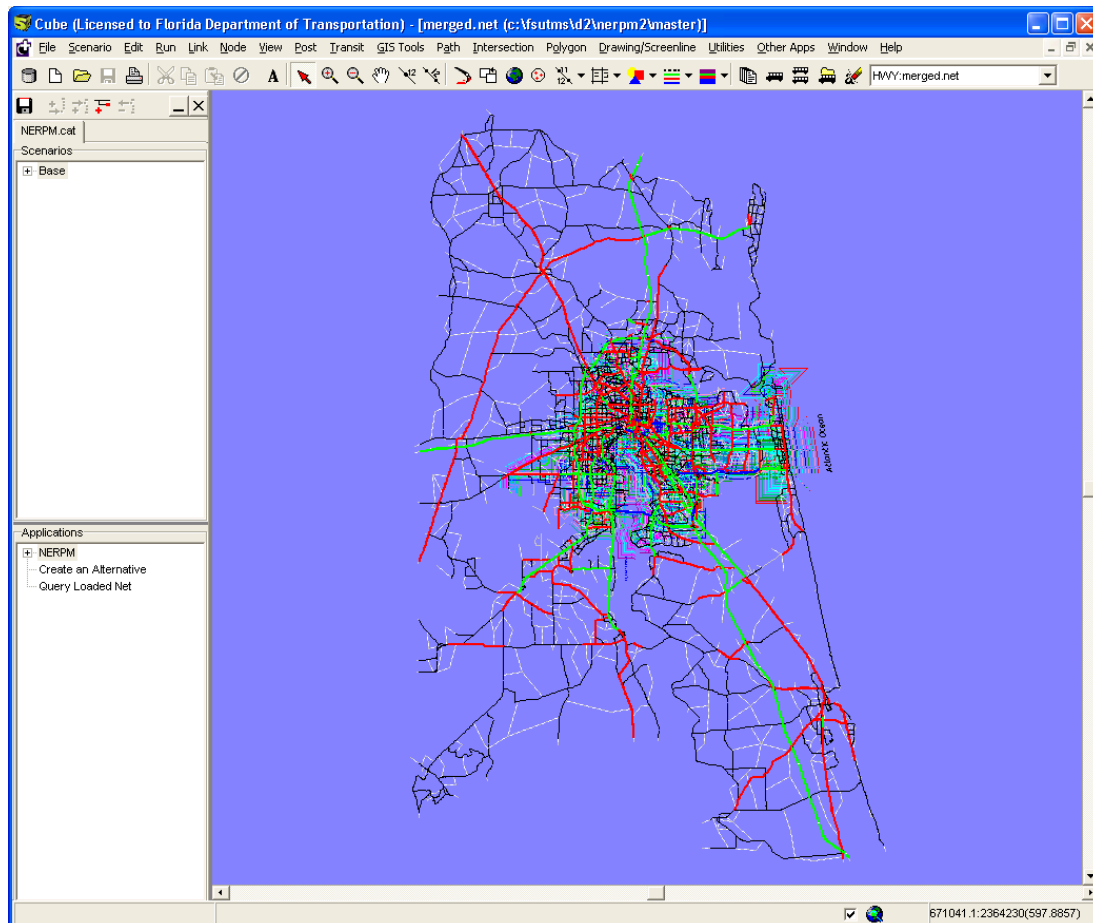 Cube (Licensed to Florida Department of Transportation) - [merged.net (c:\fsutms\d2\nerpm2\master)]
File Scenario Edit Run Link Node View Post Transit GIS Tools Path Intersection Polygon Drawing/Screenline Utilities Other Apps Window Help
A HWY:merged.net
NERPM.cat
Scenarios
Base
Atlantic Ocean
Applications
NERPM
Create an Alternative
Query Loaded Net
671041.1:2364230(597.8857)